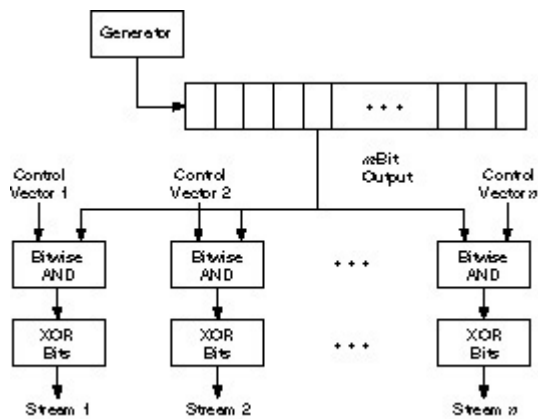 Generator
• • •
mBit
Output
Control
Vector 1
Control
Vector 2
Control
Vector n
Bitwise
AND
Bitwise
AND
• • •
Bitwise
AND
XOR
Bits
XOR
Bits
• • •
XOR
Bits
Stream 1
Stream 2
Stream n